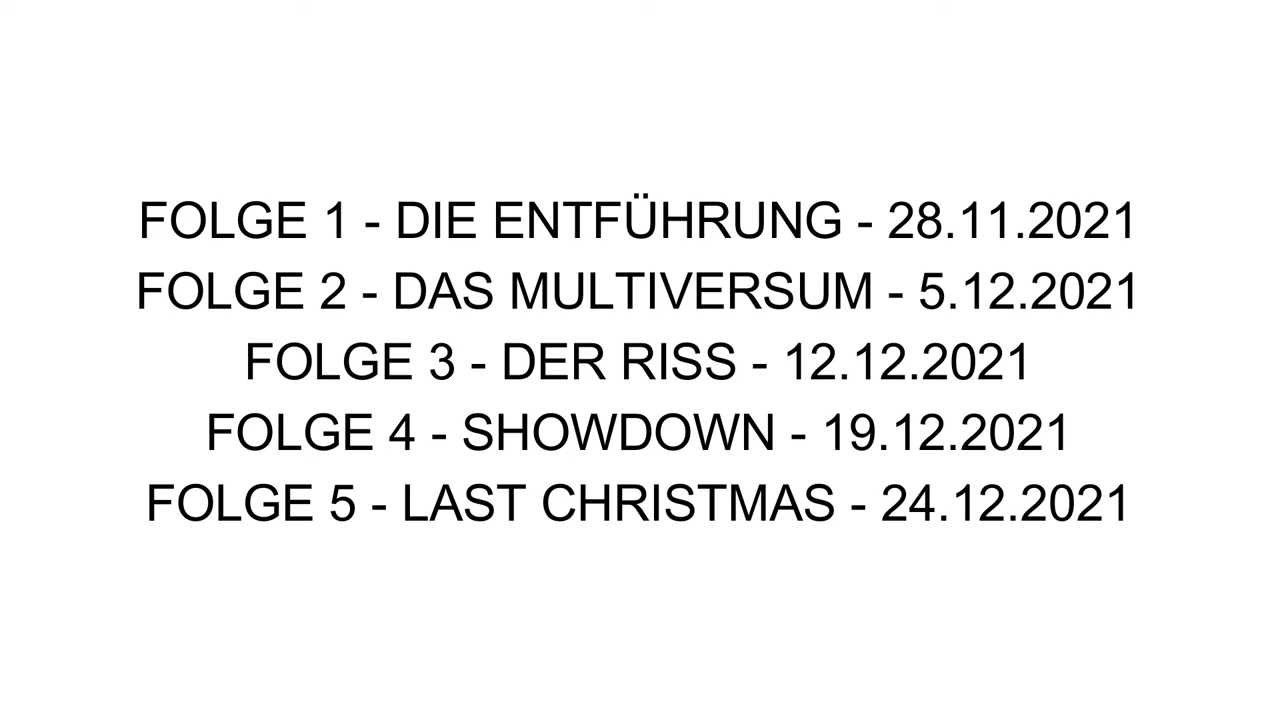 FOLGE 1 - DIE ENTFÜHRUNG - 28.11.2021
FOLGE 2 - DAS MULTIVERSUM - 5.12.2021
FOLGE 3 - DER RISS - 12.12.2021
FOLGE 4 - SHOWDOWN - 19.12.2021
FOLGE 5 - LAST CHRISTMAS - 24.12.2021